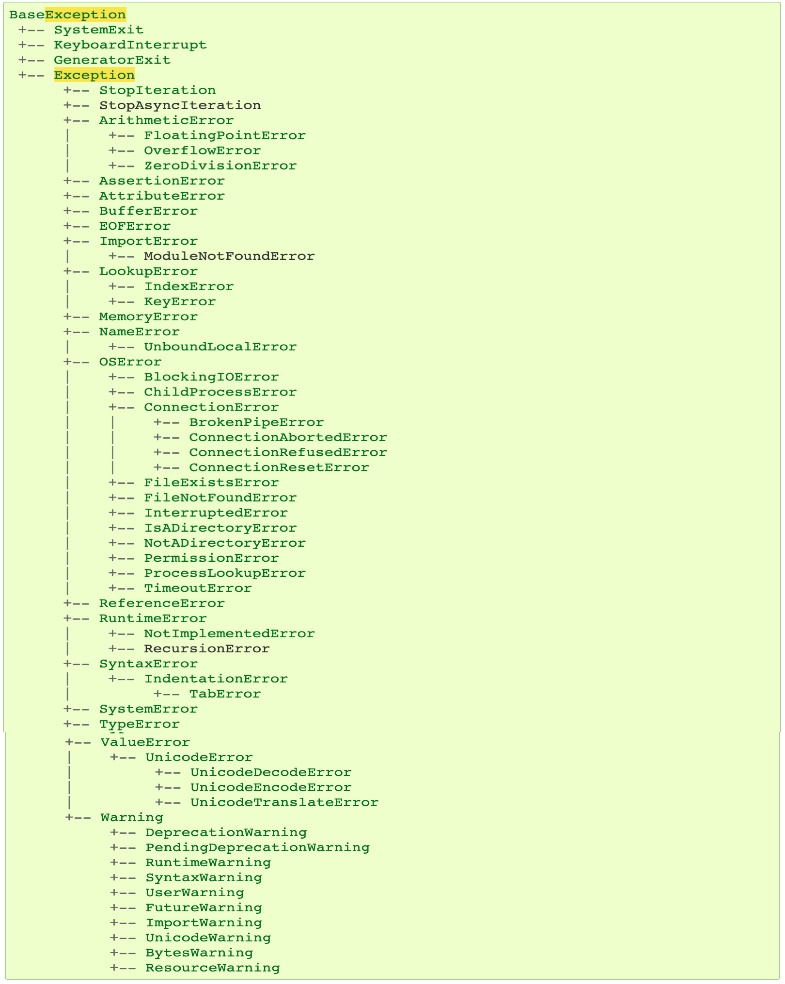 BaseException
+-- SystemExit
+-- KeyboardInterrupt
+-- GeneratorExit
+-- Exception
+-- StopIteration
+-- StopAsyncIteration
+-- ArithmeticError
| +-- FloatingPointError
| +-- OverflowError
| +-- ZeroDivisionError
+-- AssertionError
+-- AttributeError
+-- BufferError
+-- EOFError
+-- ImportError
| +-- ModuleNotFoundError
+-- LookupError
| +-- IndexError
| +-- KeyError
+-- MemoryError
+-- NameError
| +-- UnboundLocalError
+-- OSError
| +-- BlockingIOError
| +-- ChildProcessError
| +-- ConnectionError
| | +-- BrokenPipeError
| | +-- ConnectionAbortedError
| | +-- ConnectionRefusedError
| | +-- ConnectionResetError
| +-- FileExistsError
| +-- FileNotFoundError
| +-- InterruptedError
| +-- IsADirectoryError
| +-- NotADirectoryError
| +-- PermissionError
| +-- ProcessLookupError
| +-- TimeoutError
+-- ReferenceError
+-- RuntimeError
| +-- NotImplementedError
| +-- RecursionError
+-- SyntaxError
| +-- IndentationError
| +-- TabError
+-- SystemError
+-- TypeError
+-- ValueError
| +-- UnicodeError
| +-- UnicodeDecodeError
| +-- UnicodeEncodeError
| +-- UnicodeTranslateError
+-- Warning
+-- DeprecationWarning
+-- PendingDeprecationWarning
+-- RuntimeWarning
+-- SyntaxWarning
+-- UserWarning
+-- FutureWarning
+-- ImportWarning
+-- UnicodeWarning
+-- BytesWarning
+-- ResourceWarning